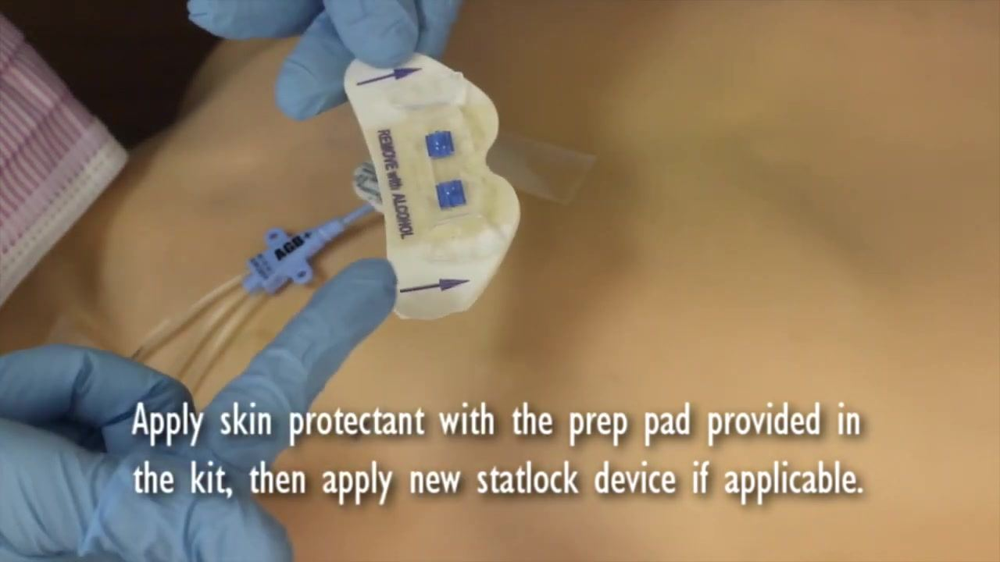 REMOVE with ALCOHOL
AGB+
Apply skin protectant with the prep pad provided in
the kit, then apply new statlock device if applicable.